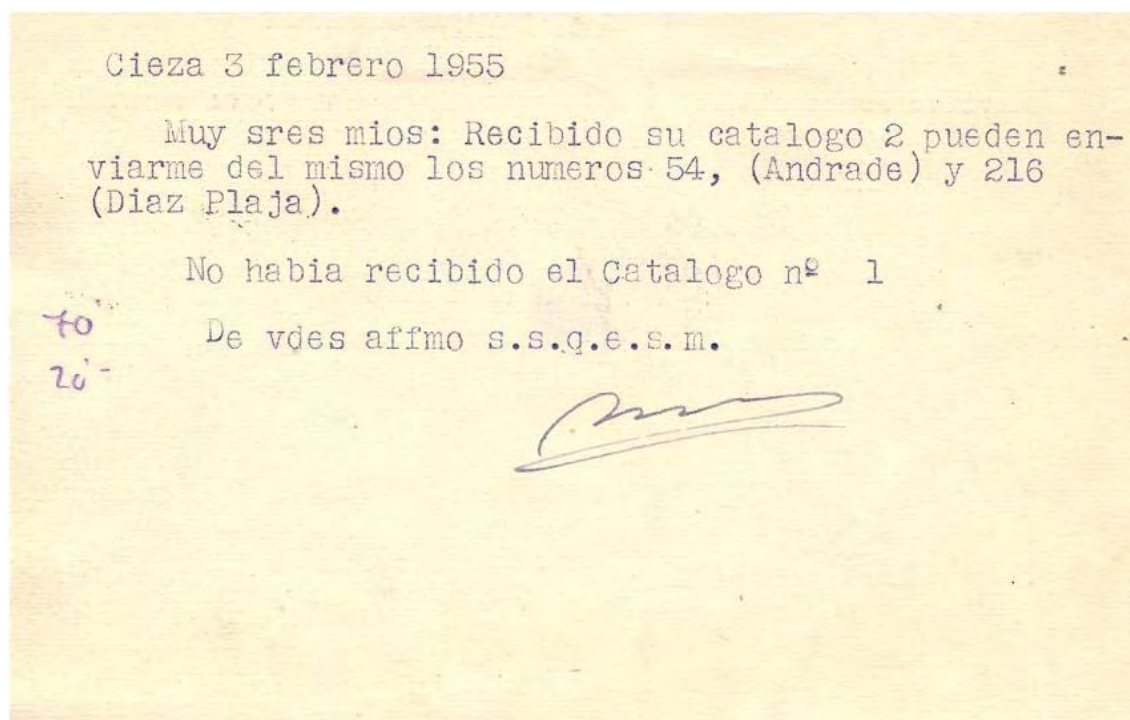 Cieza 3 febrero 1955
Muy sres mios: Recibido su catalogo 2 pueden en-
viarme del mismo los numeros 54, (Andrade) y 216
(Diaz Plaja).
No habia recibido el Catalogo nº 1
70
De vdes affmo s.s.q.e.s.m.
20-